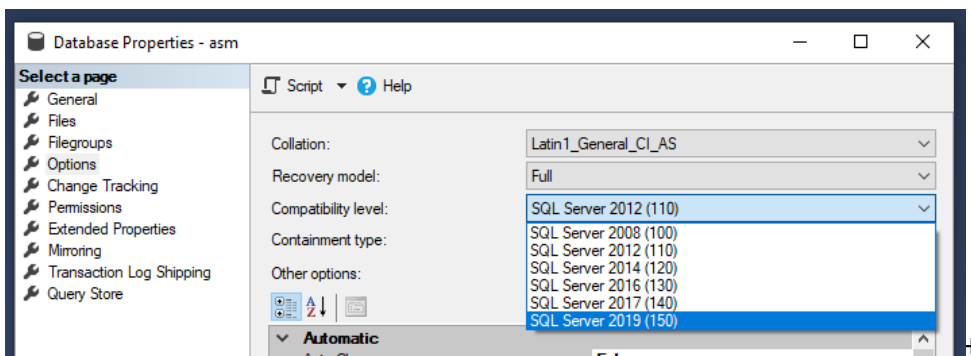 Database Properties - asm
Select a page
General
Files
Filegroups
Options
Change Tracking
Permissions
Extended Properties
Mirroring
Transaction Log Shipping
Query Store
Script
Help
Collation: Latin1_General_CI_AS
Recovery model: Full
Compatibility level: SQL Server 2012 (110)
Containment type:
Other options:
SQL Server 2008 (100)
SQL Server 2012 (110)
SQL Server 2014 (120)
SQL Server 2016 (130)
SQL Server 2017 (140)
SQL Server 2019 (150)
Automatic